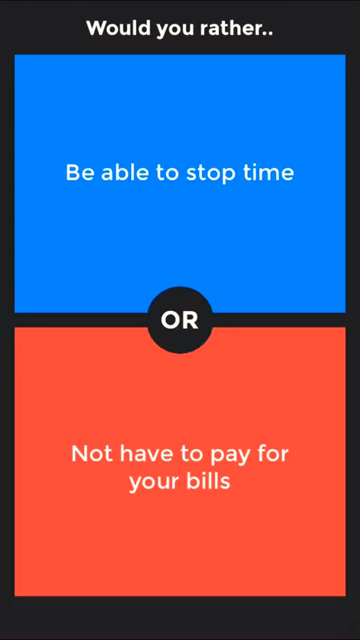 Would you rather..
Be able to stop time
OR
Not have to pay for
your bills